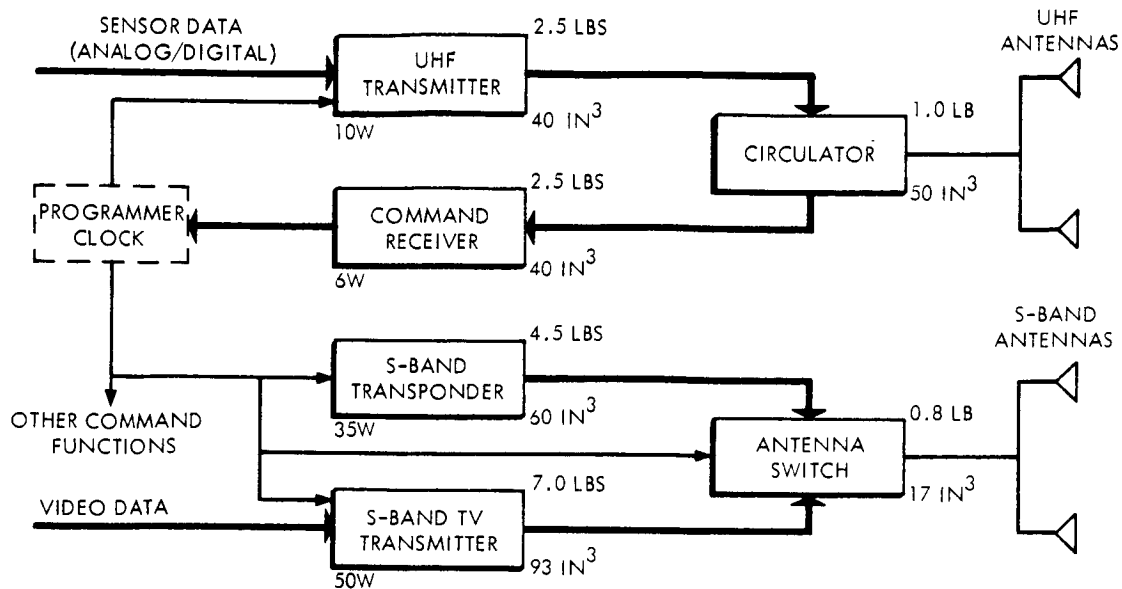 SENSOR DATA
(ANALOG/DIGITAL)
2.5 LBS
UHF
TRANSMITTER
10W
40 IN³
UHF
ANTENNAS
1.0 LB
CIRCULATOR
50 IN³
PROGRAMMER
CLOCK
2.5 LBS
COMMAND
RECEIVER
6W
40 IN³
S-BAND
ANTENNAS
4.5 LBS
S-BAND
TRANSPONDER
35W
60 IN³
OTHER COMMAND
FUNCTIONS
0.8 LB
ANTENNA
SWITCH
17 IN³
VIDEO DATA
7.0 LBS
S-BAND TV
TRANSMITTER
50W
93 IN³